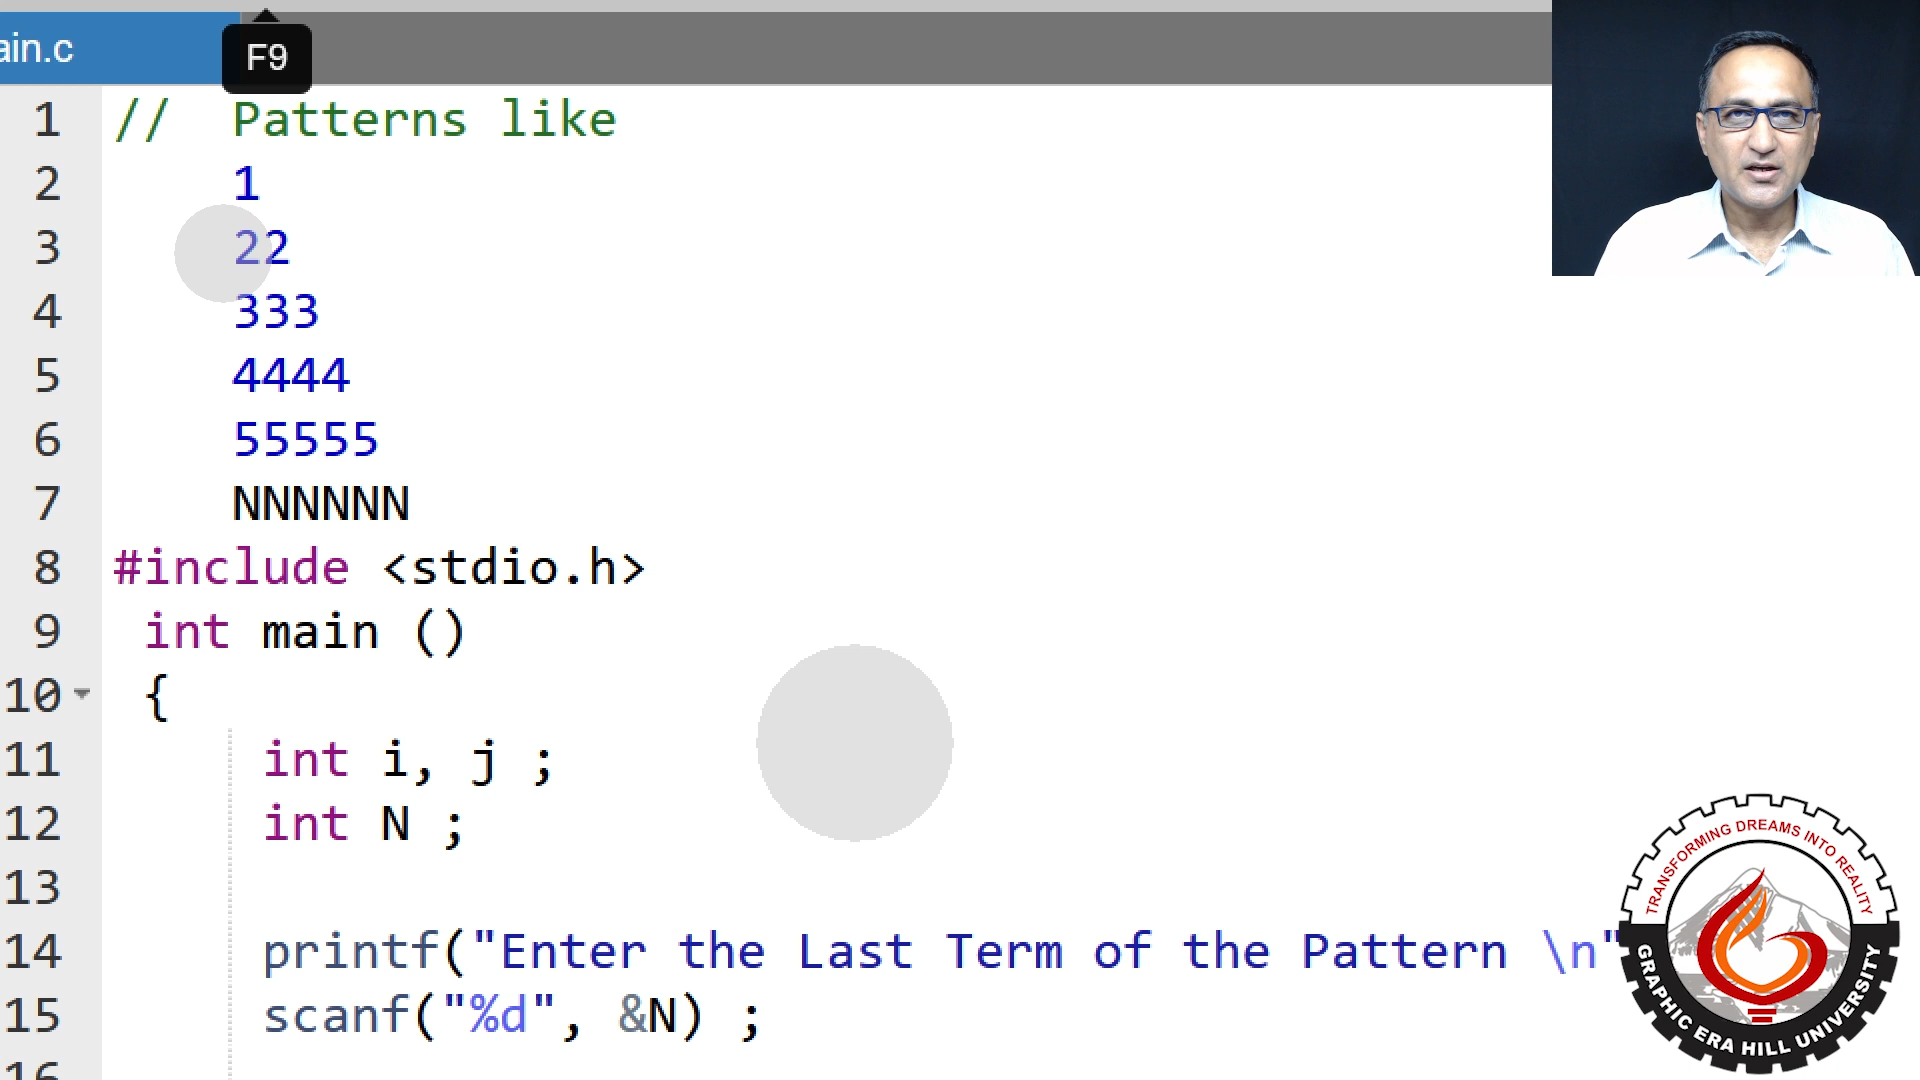 ain.c
F9
1 // Patterns like
2 1
3 22
4 333
5 4444
6 55555
7 NNNNNN
8 #include <stdio.h>
9 int main ()
10 {
11 int i, j ;
12 int N ;
13
14 printf("Enter the Last Term of the Pattern \n"
15 scanf("%d", &N) ;
16
TRANSFORMING DREAMS INTO REALITY
GRAPHIC ERA HILL UNIVERSITY